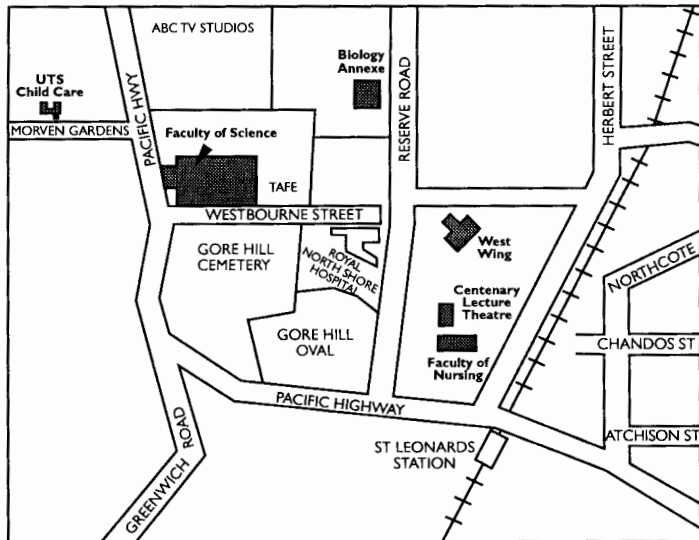 ABC TV STUDIOS
UTS
Child Care
MORVEN GARDENS
PACIFIC HWY
Biology
Annexe
RESERVE ROAD
HERBERT STREET
Faculty of Science
TAFE
WESTBOURNE STREET
GORE HILL
CEMETERY
ROYAL
NORTH SHORE
HOSPITAL
West
Wing
NORTHCOTE
Centenary
Lecture
Theatre
GORE HILL
OVAL
CHANDOS ST
Faculty of
Nursing
PACIFIC HIGHWAY
GREENWICH ROAD
ST LEONARDS
STATION
ATCHISON ST